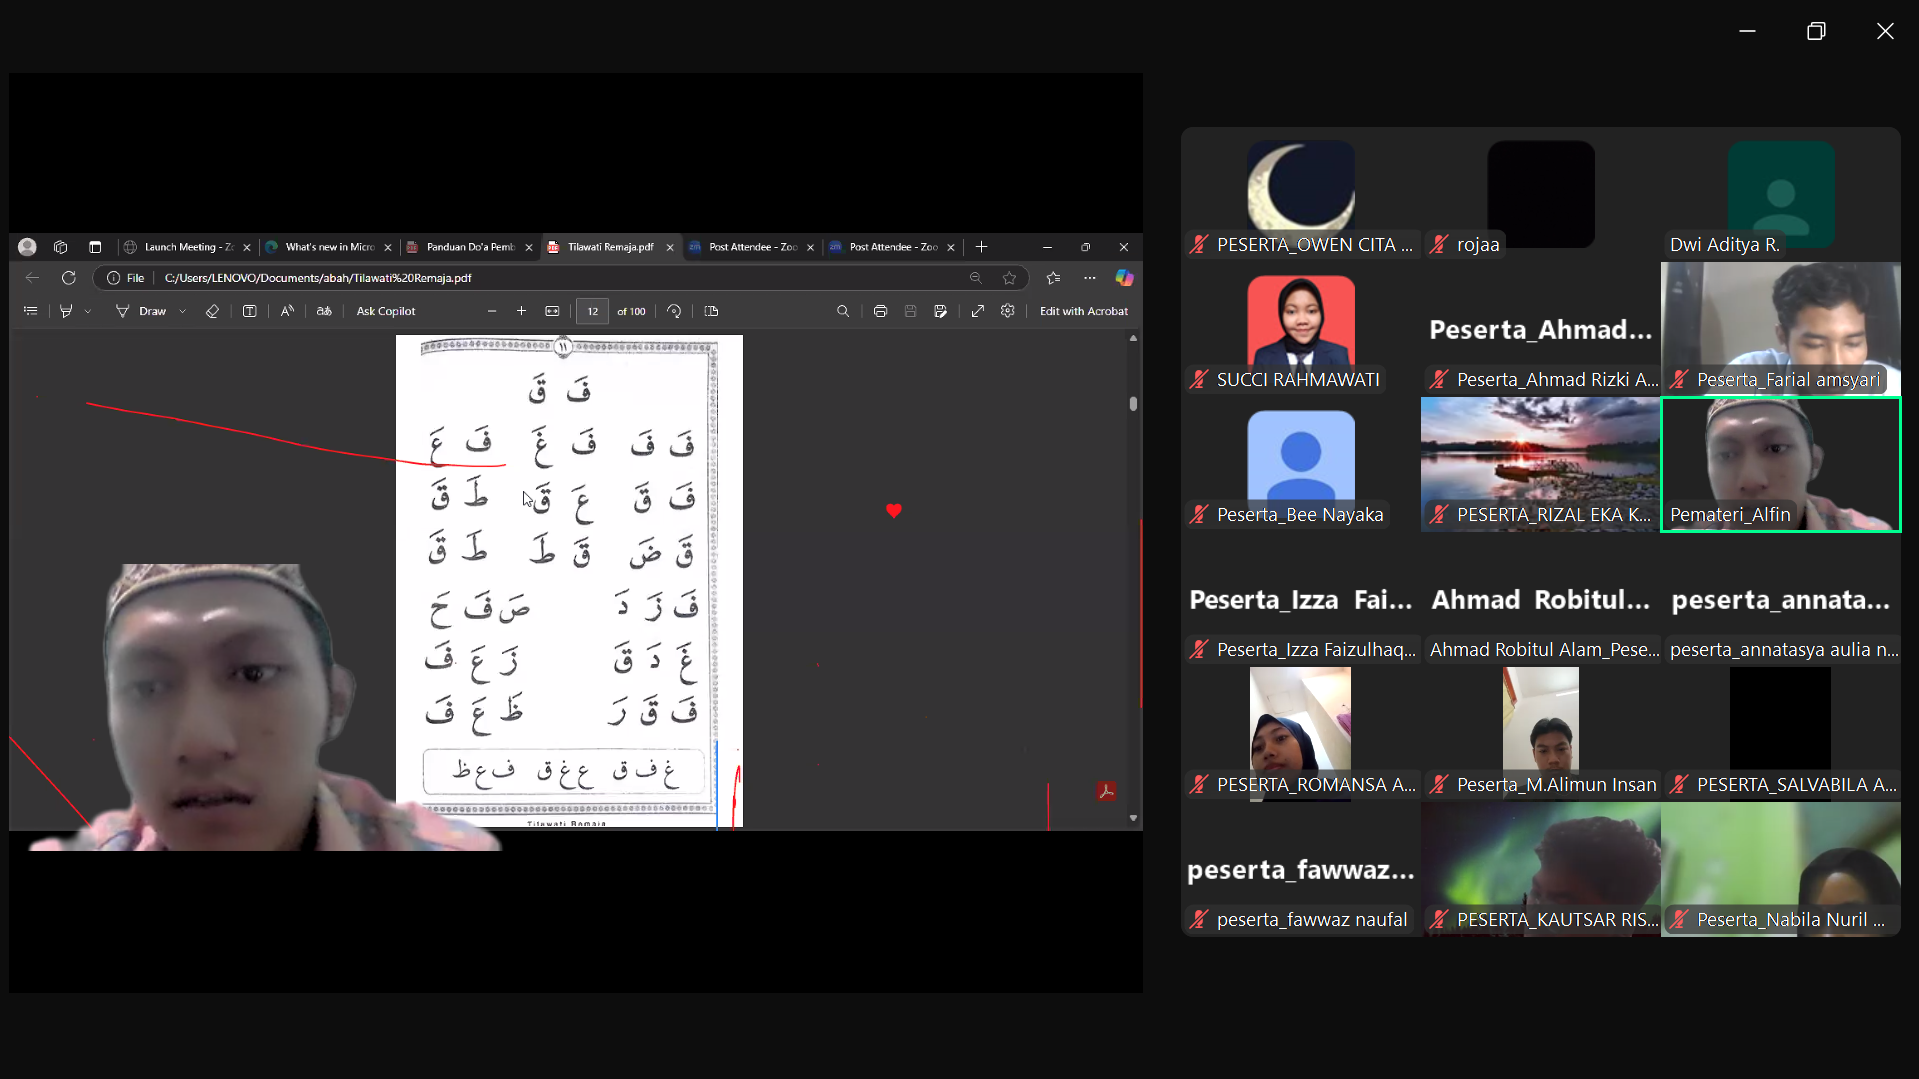 Launch Meeting - Zo
What's new in Micro
Panduan Do'a Pemb
Tilawati Remaja.pdf
Post Attendee - Zoo
Post Attendee - Zoo
File
C:/Users/LENOVO/Documents/abah/Tilawati%20Remaja.pdf
Draw
Ask Copilot
12 of 100
Edit with Acrobat
١١
فَ قَ
فَ فَ فَ غَ فَ عَ
فَ قَ عَ قَ طَ قَ
قَ ضَ قَ طَ طَ قَ
فَ زَ دَ صَ فَ حَ
غَ دَ قَ زَ عَ فَ
فَ قَ رَ ظَ عَ فَ
غ ف ق ع غ ق ف ع ظ
Tilawati Remaja
PESERTA_OWEN CITA ...
rojaa
Dwi Aditya R.
SUCCI RAHMAWATI
Peserta_Ahmad...
Peserta_Ahmad Rizki A...
Peserta_Farial amsyari
Peserta_Bee Nayaka
PESERTA_RIZAL EKA K...
Pemateri_Alfin
Peserta_Izza Fai...
Peserta_Izza Faizulhaq...
Ahmad Robitul...
Ahmad Robitul Alam_Pese...
peserta_annata...
peserta_annatasya aulia n...
PESERTA_ROMANSA A...
Peserta_M.Alimun Insan
PESERTA_SALVABILA A...
peserta_fawwaz...
peserta_fawwaz naufal
PESERTA_KAUTSAR RIS...
Peserta_Nabila Nuril ...